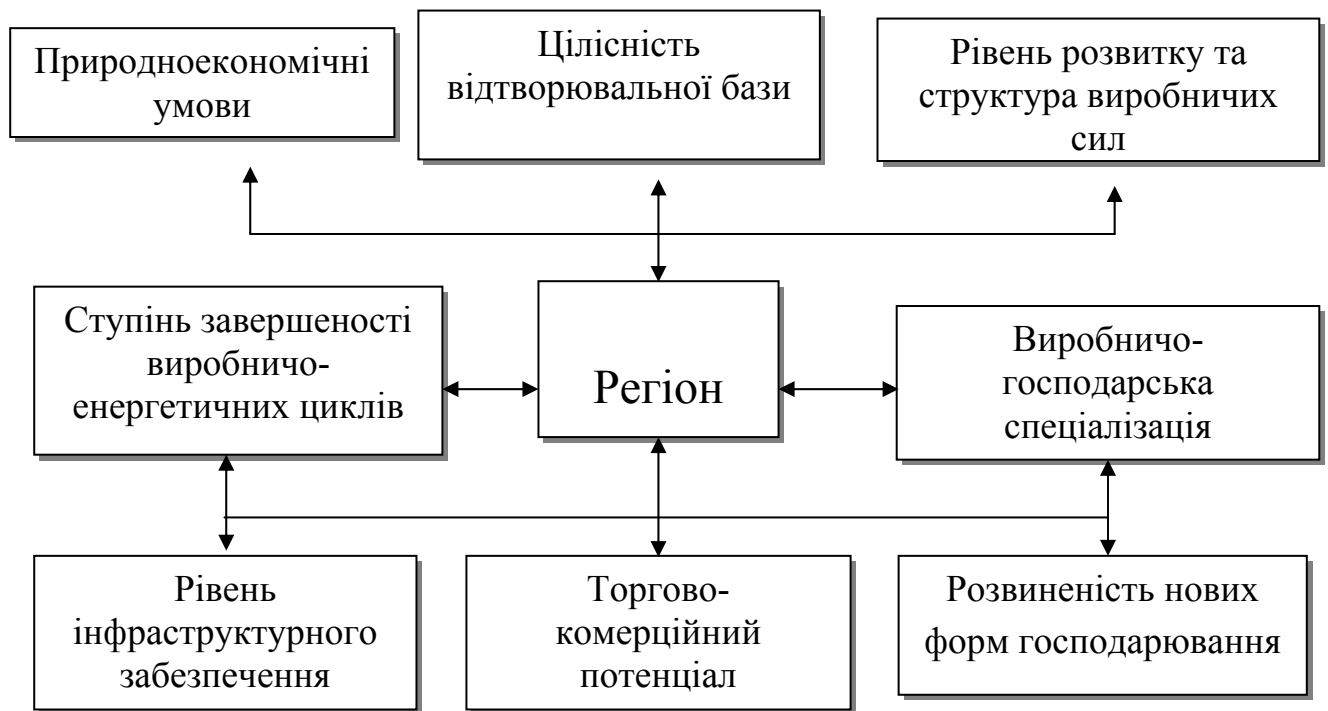 Природноекономічні
умови
Цілісність
відтворювальної бази
Рівень розвитку та
структура виробничих
сил
Ступінь завершеності
виробничо-
енергетичних циклів
Регіон
Виробничо-
господарська
спеціалізація
Рівень
інфраструктурного
забезпечення
Торгово-
комерційний
потенціал
Розвиненість нових
форм господарювання